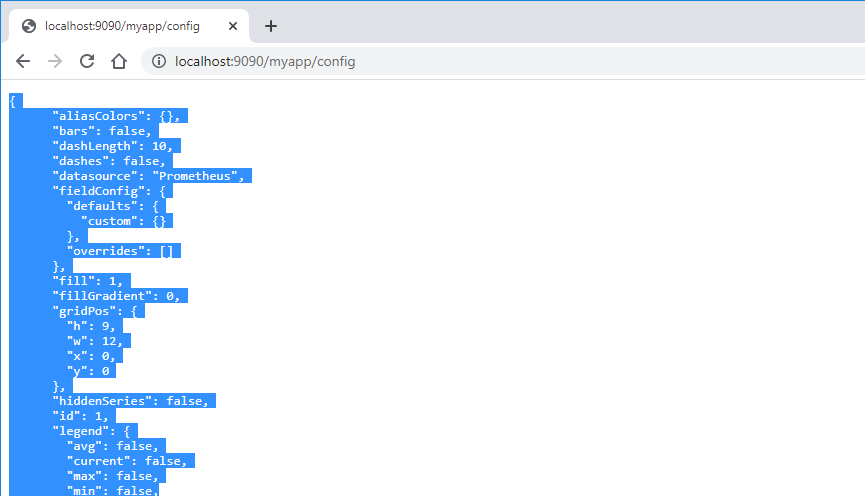 localhost:9090/myapp/config
localhost:9090/myapp/config
{
      "aliasColors": {},
      "bars": false,
      "dashLength": 10,
      "dashes": false,
      "datasource": "Prometheus",
      "fieldConfig": {
        "defaults": {
          "custom": {}
        },
        "overrides": []
      },
      "fill": 1,
      "fillGradient": 0,
      "gridPos": {
        "h": 9,
        "w": 12,
        "x": 0,
        "y": 0
      },
      "hiddenSeries": false,
      "id": 1,
      "legend": {
        "avg": false,
        "current": false,
        "max": false,
        "min": false,